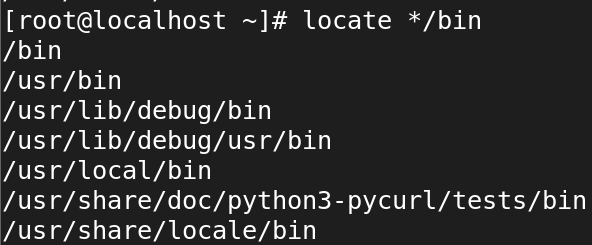 [root@localhost ~]# locate */bin
/bin
/usr/bin
/usr/lib/debug/bin
/usr/lib/debug/usr/bin
/usr/local/bin
/usr/share/doc/python3-pycurl/tests/bin
/usr/share/locale/bin